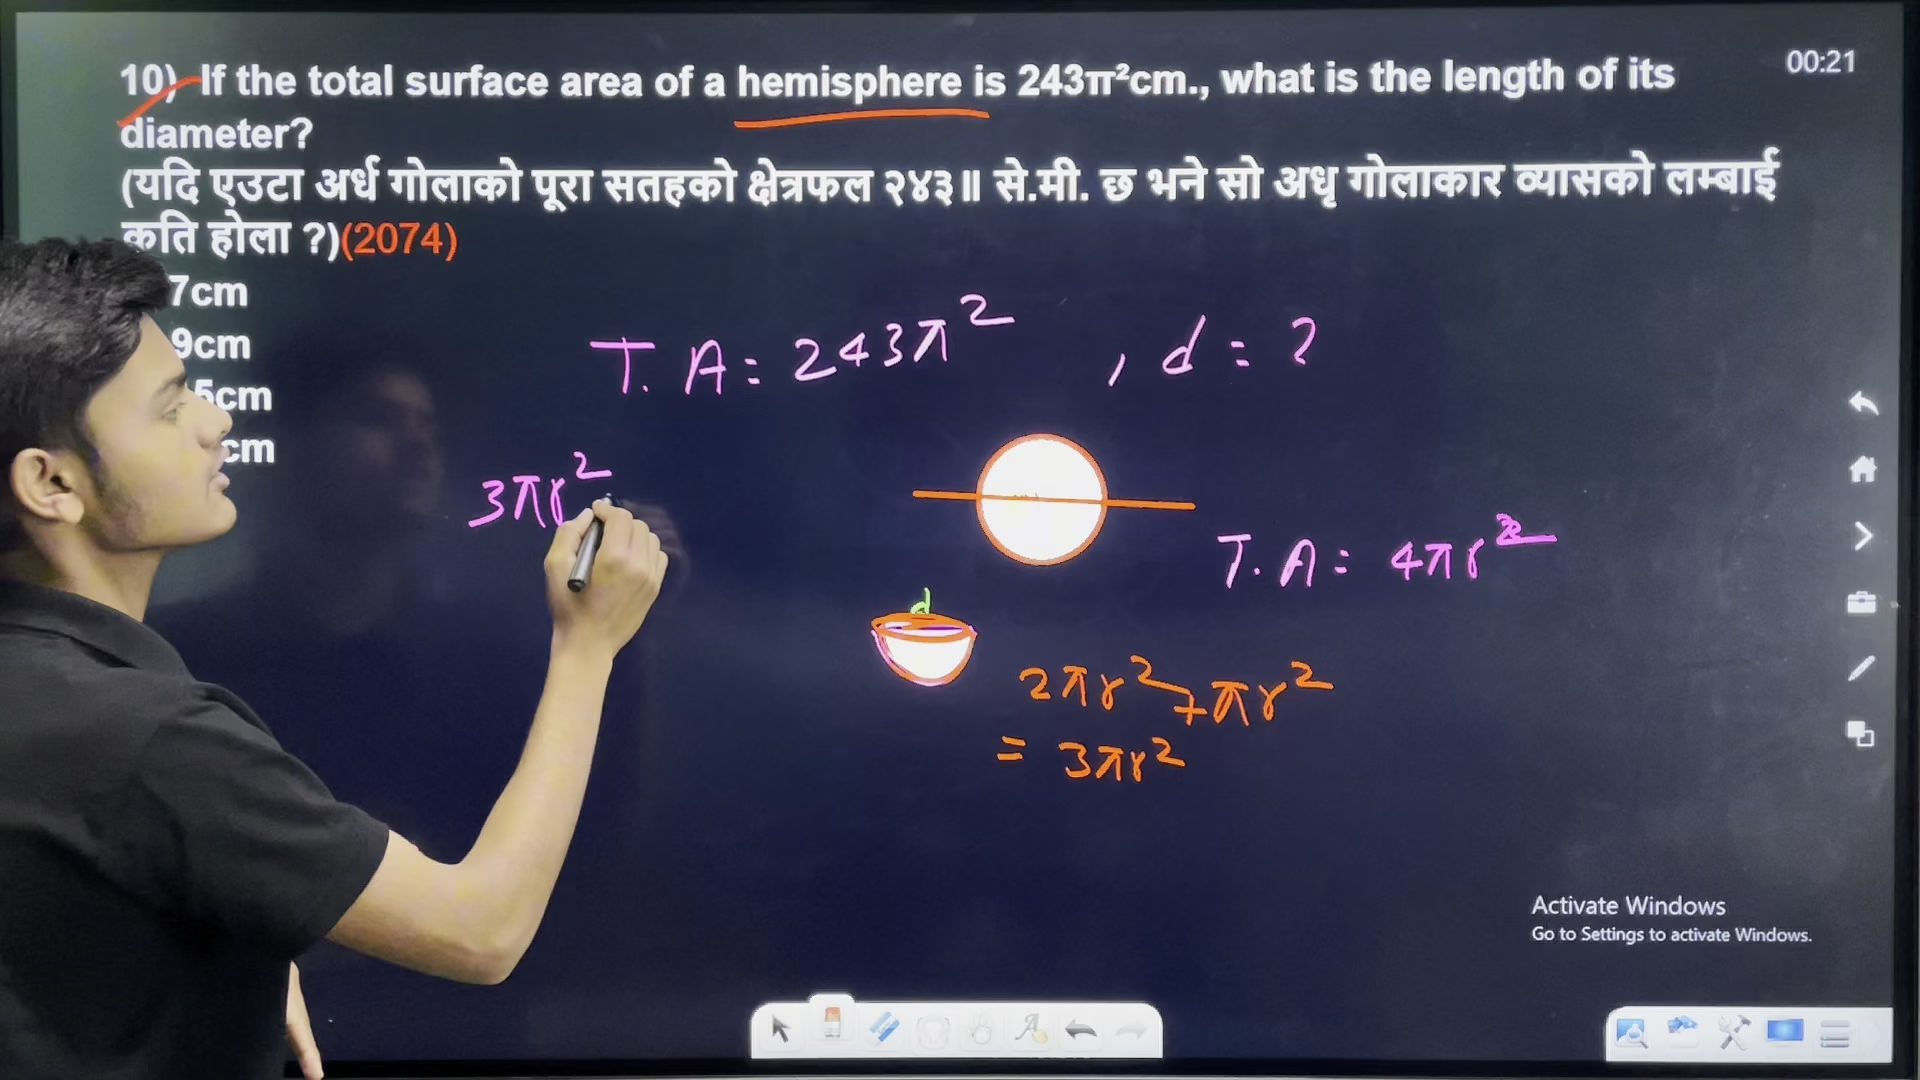 00:21
10) If the total surface area of a hemisphere is 243π²cm., what is the length of its
diameter?
(यदि एउटा अर्ध गोलाको पूरा सतहको क्षेत्रफल २४३॥ से.मी. छ भने सो अधृ गोलाकार व्यासको लम्बाई
कति होला ?)(2074)
7cm
9cm
5cm
cm
T. A = 243π² , d = ?
3πr²
T. A = 4πr²
d
2πr² + πr²
= 3πr²
Activate Windows
Go to Settings to activate Windows.